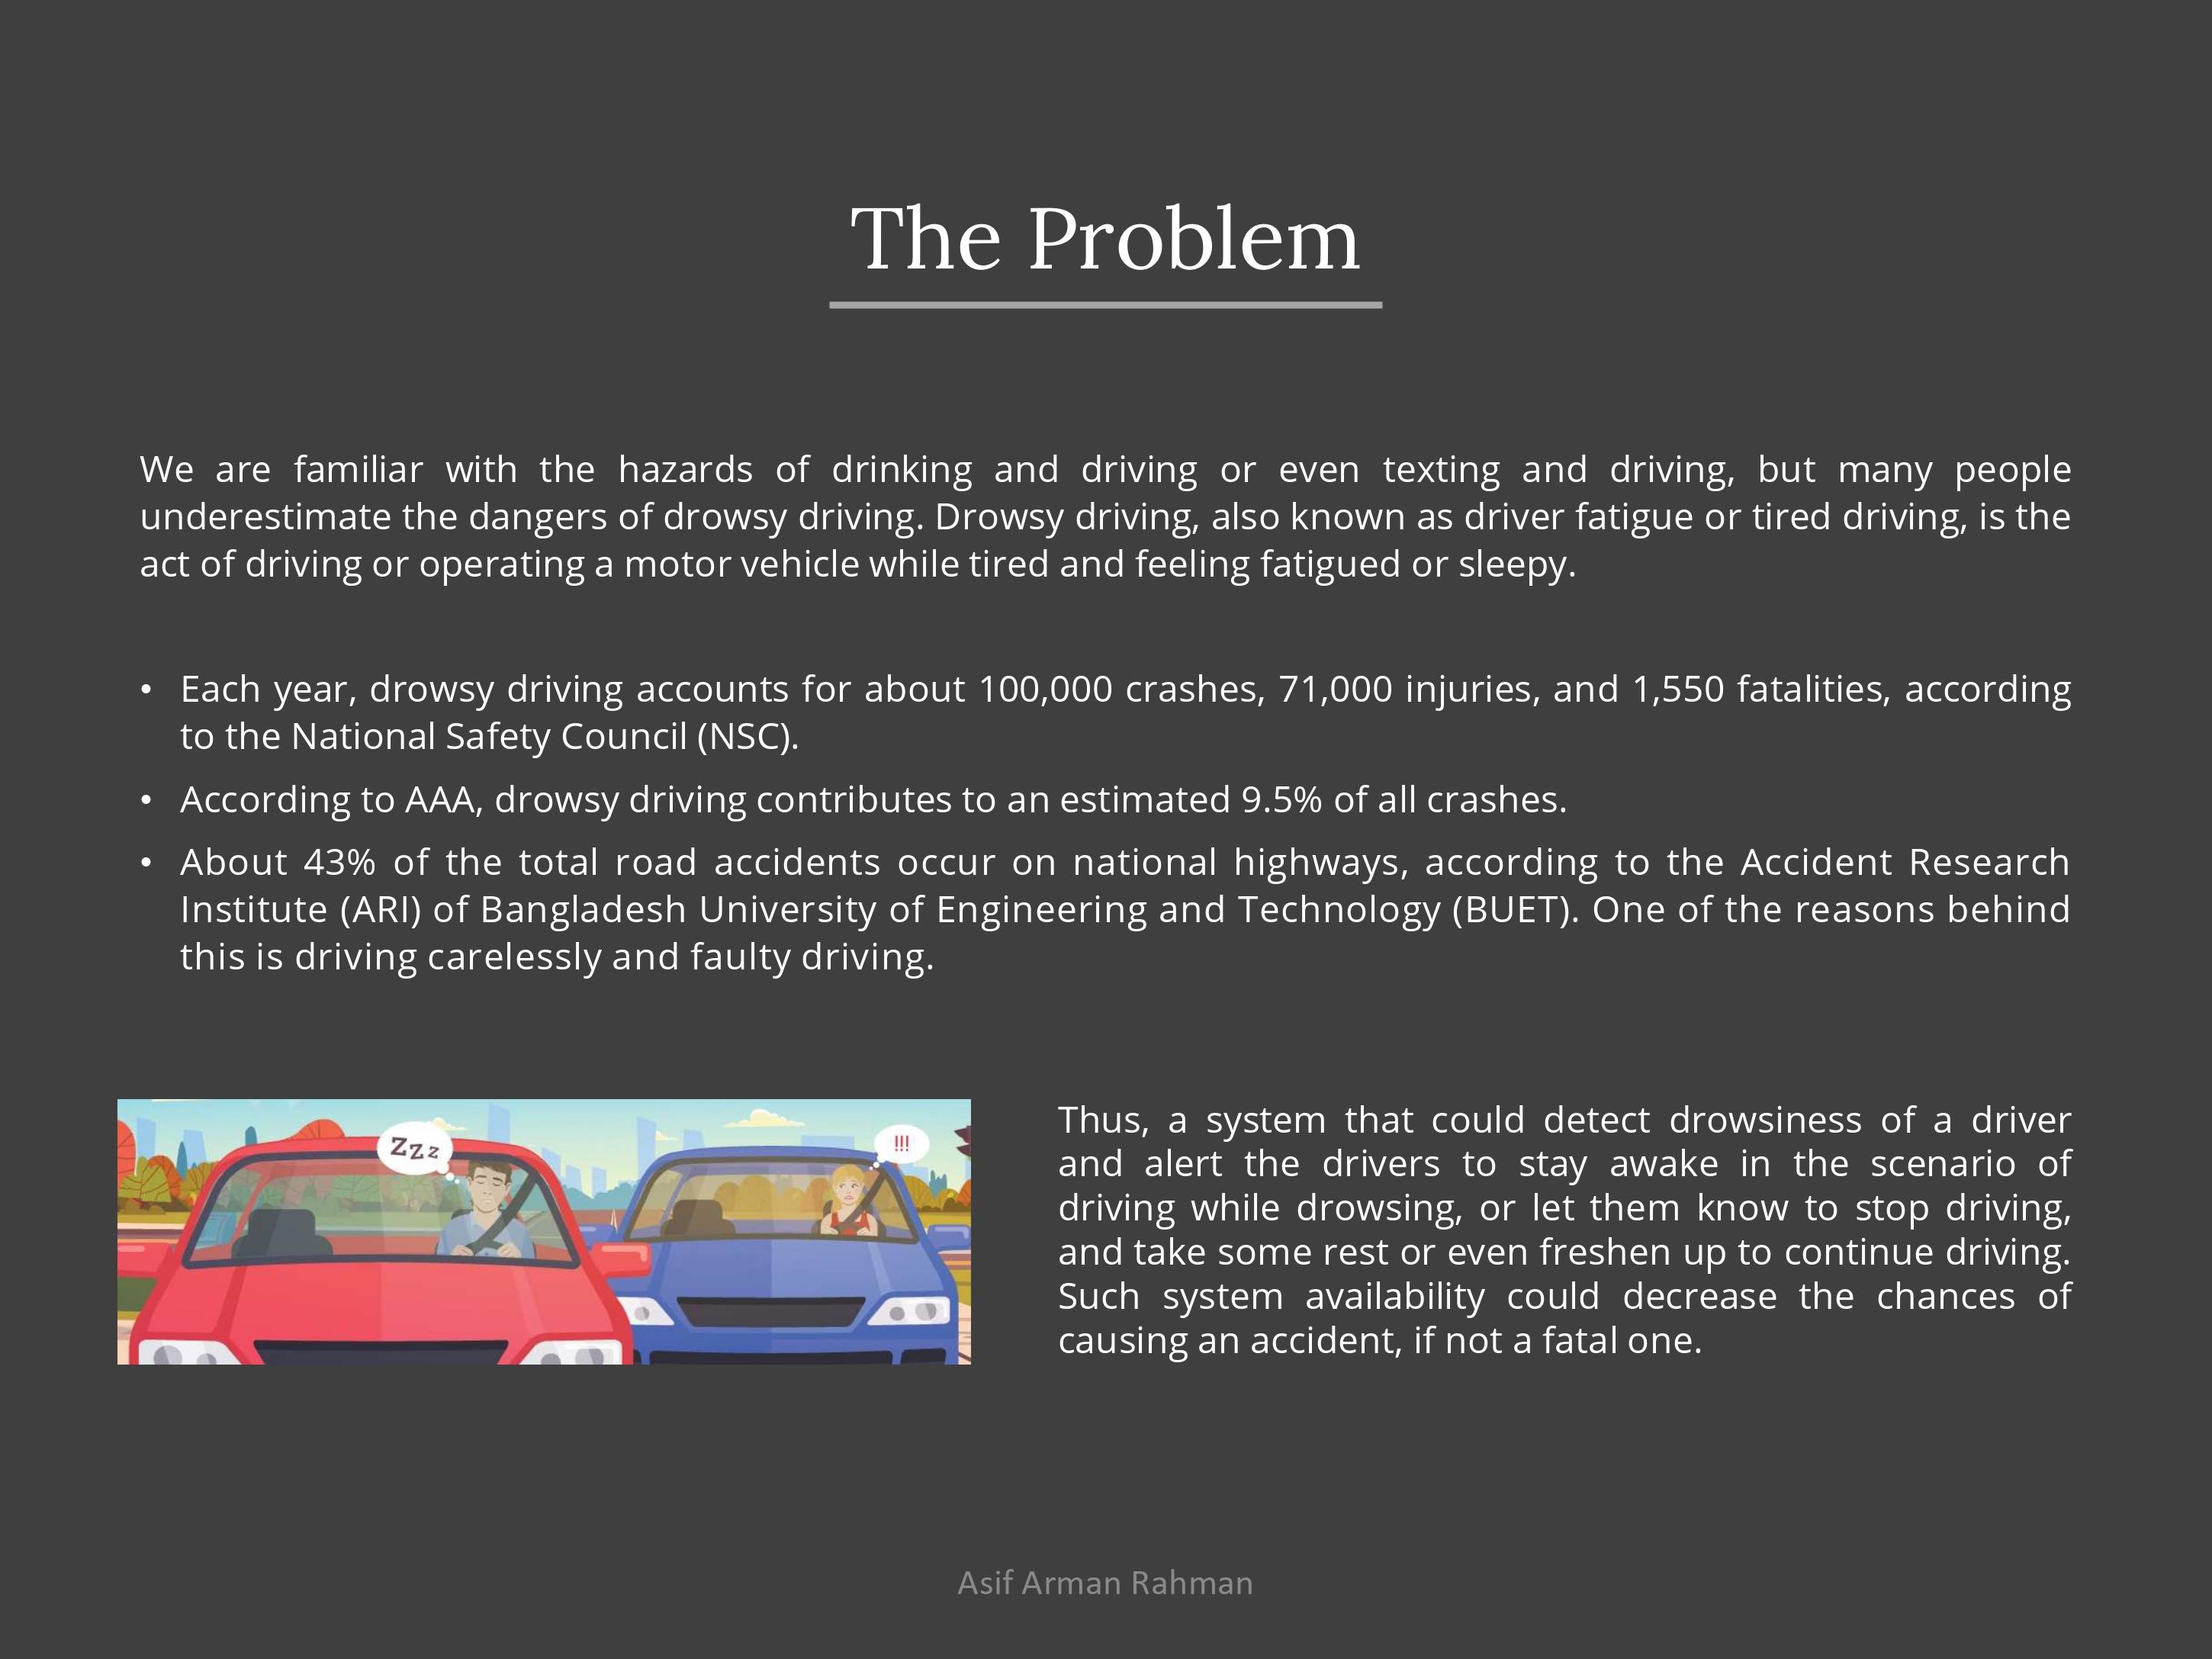 The Problem
We are familiar with the hazards of drinking and driving or even texting and driving, but many people
underestimate the dangers of drowsy driving. Drowsy driving, also known as driver fatigue or tired driving, is the
act of driving or operating a motor vehicle while tired and feeling fatigued or sleepy.
• Each year, drowsy driving accounts for about 100,000 crashes, 71,000 injuries, and 1,550 fatalities, according
to the National Safety Council (NSC).
• According to AAA, drowsy driving contributes to an estimated 9.5% of all crashes.
• About 43% of the total road accidents occur on national highways, according to the Accident Research
Institute (ARI) of Bangladesh University of Engineering and Technology (BUET). One of the reasons behind
this is driving carelessly and faulty driving.
Zzz
!!!
Thus, a system that could detect drowsiness of a driver
and alert the drivers to stay awake in the scenario of
driving while drowsing, or let them know to stop driving,
and take some rest or even freshen up to continue driving.
Such system availability could decrease the chances of
causing an accident, if not a fatal one.
Asif Arman Rahman